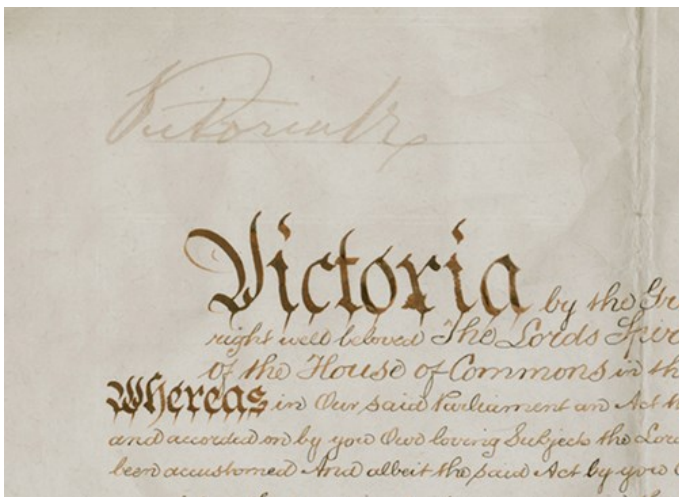 Victoria R
Victoria by the Gr
right well beloved The Lords Spir
of the House of Commons in th
Whereas in Our said Parliament an Act
and accorded on by you Our loving Subjects the Lor
been accustomed And albeit the said Act by you